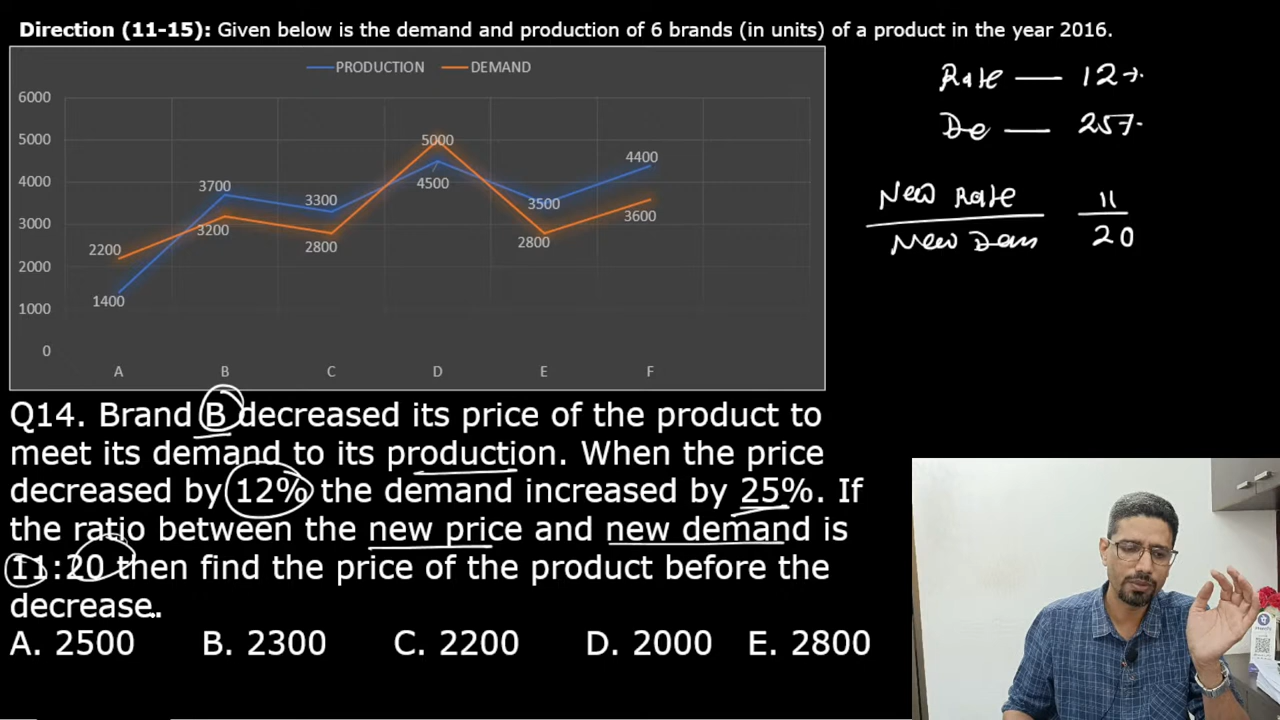 Direction (11-15): Given below is the demand and production of 6 brands (in units) of a product in the year 2016.
PRODUCTION DEMAND
6000
5000
4000
3000
2000
1000
0
2200
1400
3700
3200
3300
2800
5000
4500
3500
2800
4400
3600
A B C D E F
Rate — 12%
De — 25%
New Rate 11
New Dem 20
Q14. Brand B decreased its price of the product to
meet its demand to its production. When the price
decreased by 12% the demand increased by 25%. If
the ratio between the new price and new demand is
11:20 then find the price of the product before the
decrease.
A. 2500 B. 2300 C. 2200 D. 2000 E. 2800